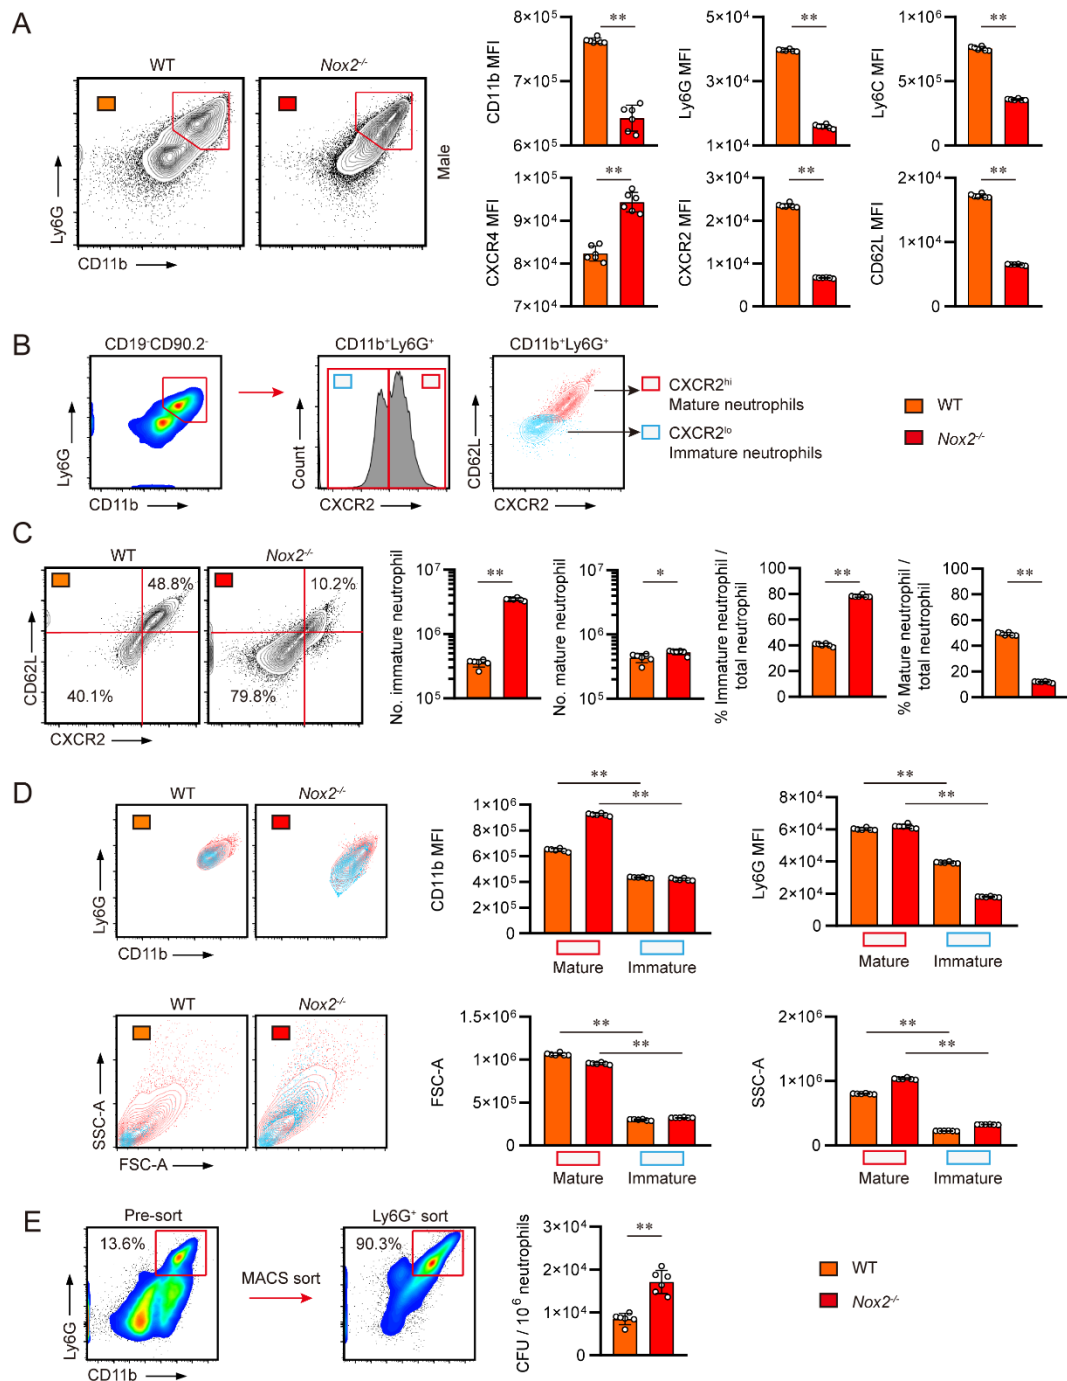 A
WT
Nox2-/-
Ly6G
CD11b
Male
CD11b MFI
8×10⁵
7×10⁵
6×10⁵
**
Ly6G MFI
5×10⁴
3×10⁴
1×10⁴
**
Ly6C MFI
1×10⁶
5×10⁵
0
**
CXCR4 MFI
1×10⁵
9×10⁴
8×10⁴
7×10⁴
**
CXCR2 MFI
3×10⁴
2×10⁴
1×10⁴
0
**
CD62L MFI
2×10⁴
1×10⁴
0
**
B
CD19-CD90.2-
Ly6G
CD11b
CD11b+Ly6G+
Count
CXCR2
CD11b+Ly6G+
CD62L
CXCR2
CXCR2hi
Mature neutrophils
CXCR2lo
Immature neutrophils
WT
Nox2-/-
C
WT
Nox2-/-
48.8%
40.1%
10.2%
79.8%
CD62L
CXCR2
No. immature neutrophil
10⁷
10⁶
10⁵
**
No. mature neutrophil
10⁷
10⁶
10⁵
*
% Immature neutrophil /
total neutrophil
100
80
60
40
20
0
**
% Mature neutrophil /
total neutrophil
100
80
60
40
20
0
**
D
WT
Nox2-/-
Ly6G
CD11b
CD11b MFI
1×10⁶
8×10⁵
6×10⁵
4×10⁵
2×10⁵
0
**
**
Mature
Immature
Ly6G MFI
8×10⁴
6×10⁴
4×10⁴
2×10⁴
0
**
**
Mature
Immature
WT
Nox2-/-
SSC-A
FSC-A
FSC-A
1.5×10⁶
1×10⁶
5×10⁵
0
**
**
Mature
Immature
SSC-A
2×10⁶
1×10⁶
0
**
**
Mature
Immature
E
Pre-sort
13.6%
Ly6G
CD11b
MACS sort
Ly6G+ sort
90.3%
CFU / 10⁶ neutrophils
3×10⁴
2×10⁴
1×10⁴
0
**
WT
Nox2-/-